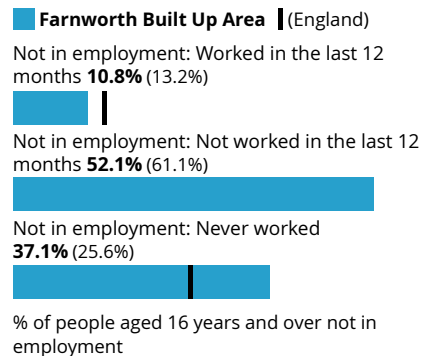 Farnworth Built Up Area (England)
Not in employment: Worked in the last 12
months 10.8% (13.2%)
Not in employment: Not worked in the last 12
months 52.1% (61.1%)
Not in employment: Never worked
37.1% (25.6%)
% of people aged 16 years and over not in
employment